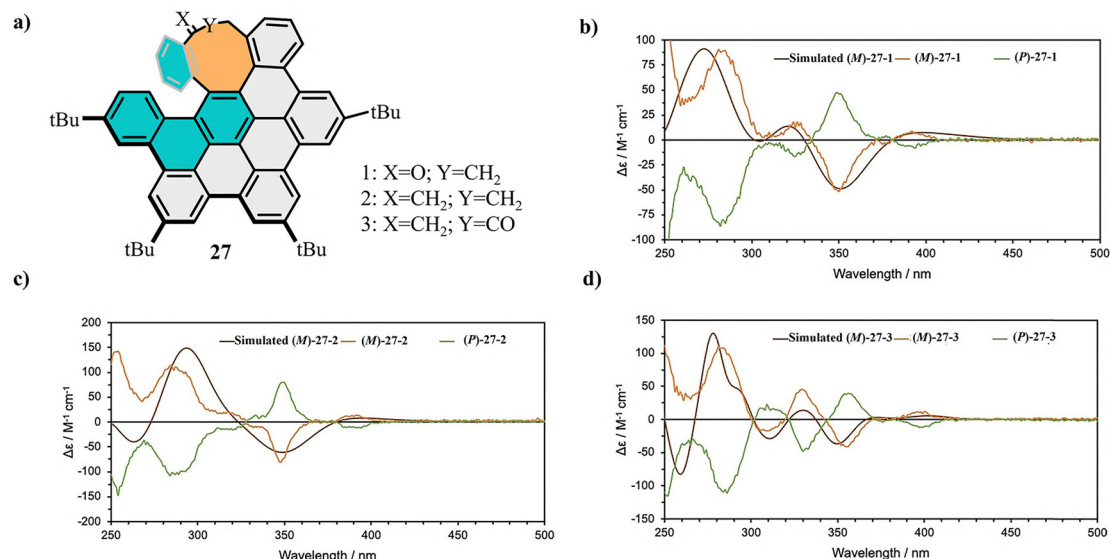 a)
X
Y
tBu
tBu
tBu
tBu
27
1: X=O; Y=CH₂
2: X=CH₂; Y=CH₂
3: X=CH₂; Y=CO
b)
Simulated (M)-27-1 (M)-27-1 (P)-27-1
100
75
50
25
0
-25
-50
-75
-100
Δε / M⁻¹ cm⁻¹
250 300 350 400 450 500
Wavelength / nm
c)
Simulated (M)-27-2 (M)-27-2 (P)-27-2
200
150
100
50
0
-50
-100
-150
-200
Δε / M⁻¹ cm⁻¹
250 300 350 400 450 500
Wavelength / nm
d)
Simulated (M)-27-3 (M)-27-3 (P)-27-3
150
100
50
0
-50
-100
-150
Δε / M⁻¹ cm⁻¹
250 300 350 400 450 500
Wavelength / nm